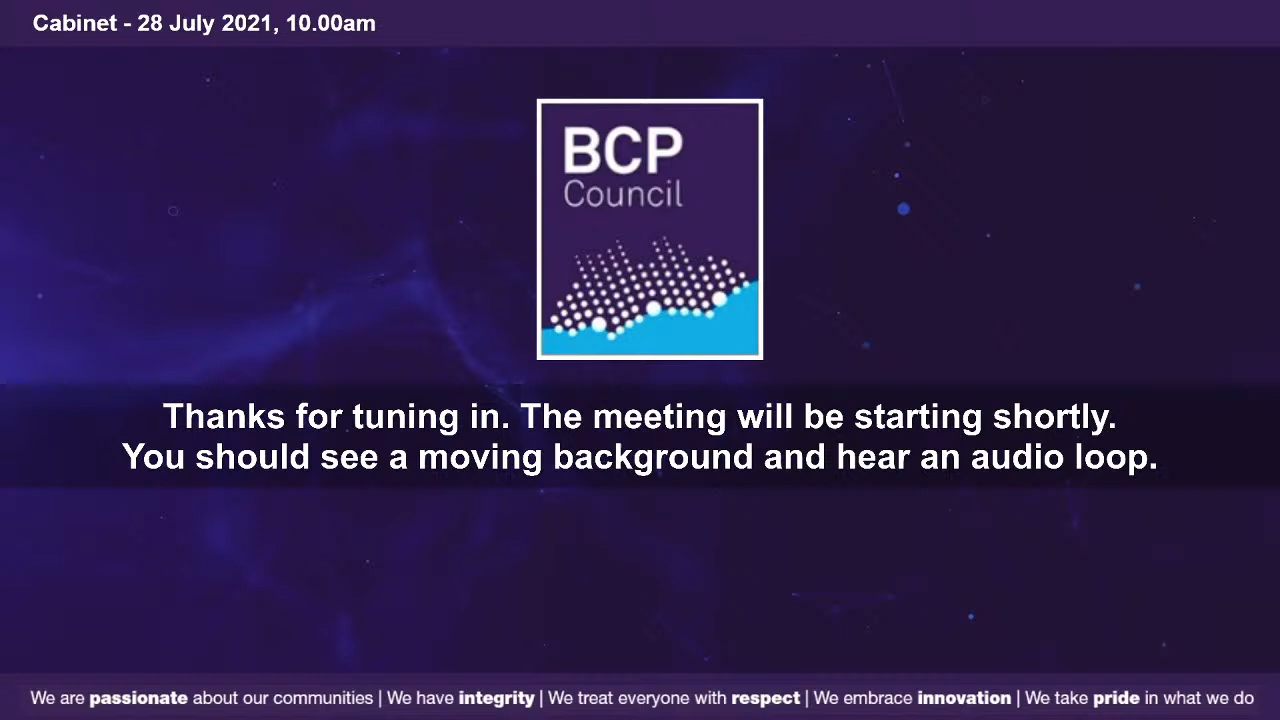 Cabinet - 28 July 2021, 10.00am
BCP
Council
Thanks for tuning in. The meeting will be starting shortly.
You should see a moving background and hear an audio loop.
We are passionate about our communities | We have integrity | We treat everyone with respect | We embrace innovation | We take pride in what we do